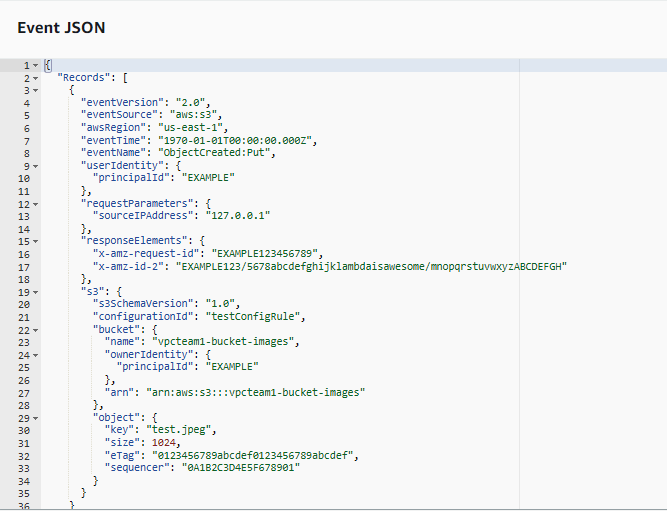 Event JSON
1 {
2 "Records": [
3 {
4 "eventVersion": "2.0",
5 "eventSource": "aws:s3",
6 "awsRegion": "us-east-1",
7 "eventTime": "1970-01-01T00:00:00.000Z",
8 "eventName": "ObjectCreated:Put",
9 "userIdentity": {
10 "principalId": "EXAMPLE"
11 },
12 "requestParameters": {
13 "sourceIPAddress": "127.0.0.1"
14 },
15 "responseElements": {
16 "x-amz-request-id": "EXAMPLE123456789",
17 "x-amz-id-2": "EXAMPLE123/5678abcdefghijklambdaisawesome/mnopqrstuvwxyzABCDEFGH"
18 },
19 "s3": {
20 "s3SchemaVersion": "1.0",
21 "configurationId": "testConfigRule",
22 "bucket": {
23 "name": "vpcteam1-bucket-images",
24 "ownerIdentity": {
25 "principalId": "EXAMPLE"
26 },
27 "arn": "arn:aws:s3:::vpcteam1-bucket-images"
28 },
29 "object": {
30 "key": "test.jpeg",
31 "size": 1024,
32 "eTag": "0123456789abcdef0123456789abcdef",
33 "sequencer": "0A1B2C3D4E5F678901"
34 }
35 }
36 }